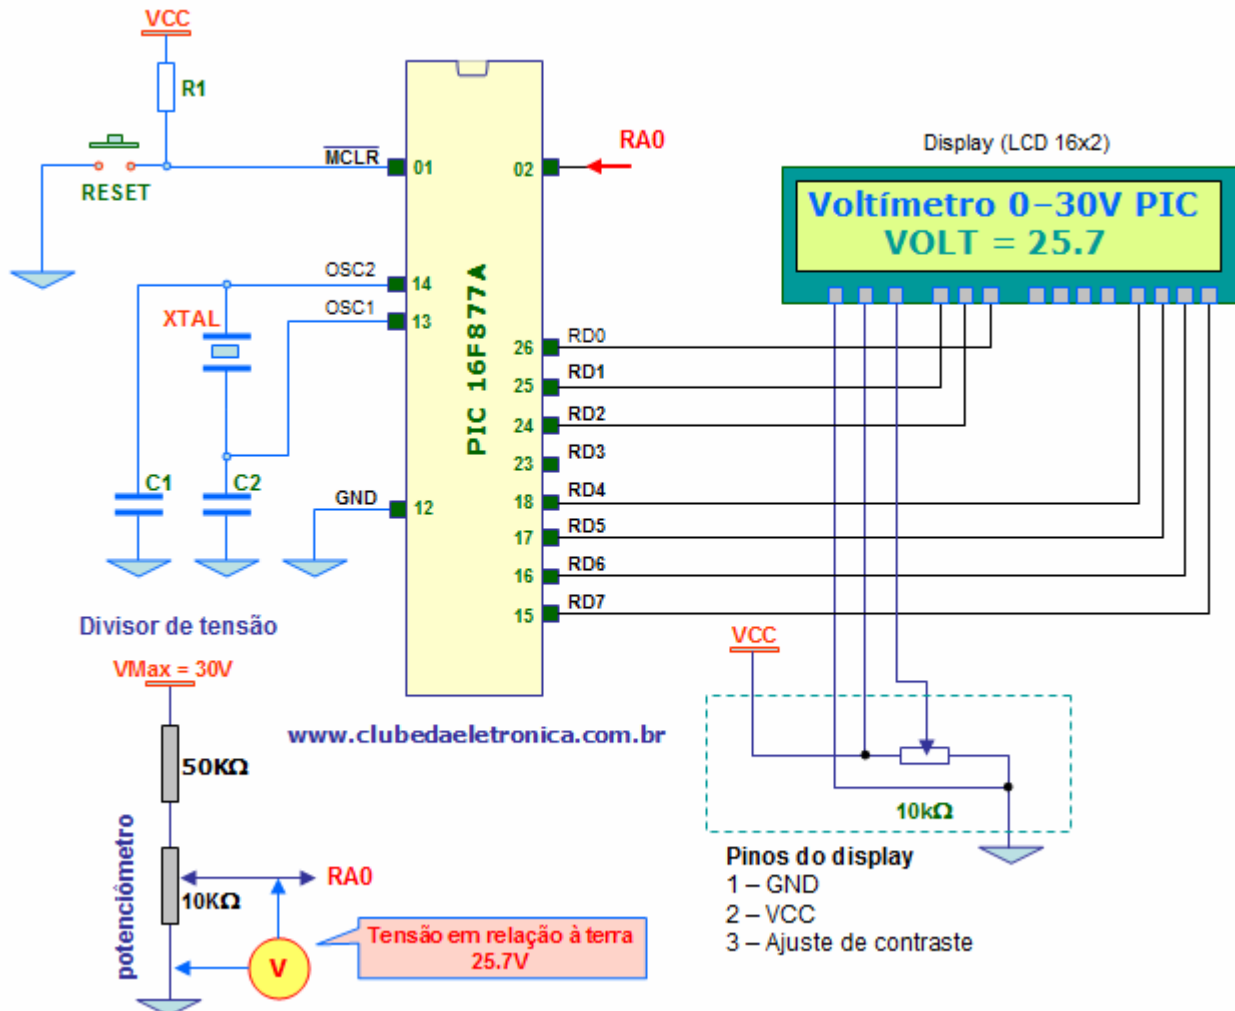 VCC
R1
RESET
MCLR
01
02
RA0
Display (LCD 16x2)
Voltímetro 0–30V PIC
VOLT = 25.7
OSC2
14
OSC1
13
XTAL
PIC 16F877A
26
RD0
25
RD1
24
RD2
23
RD3
18
RD4
17
RD5
16
RD6
15
RD7
C1
C2
GND
12
Divisor de tensão
VMax = 30V
50KΩ
potenciômetro
10KΩ
RA0
V
Tensão em relação à terra
25.7V
www.clubedaeletronica.com.br
VCC
10kΩ
Pinos do display
1 – GND
2 – VCC
3 – Ajuste de contraste